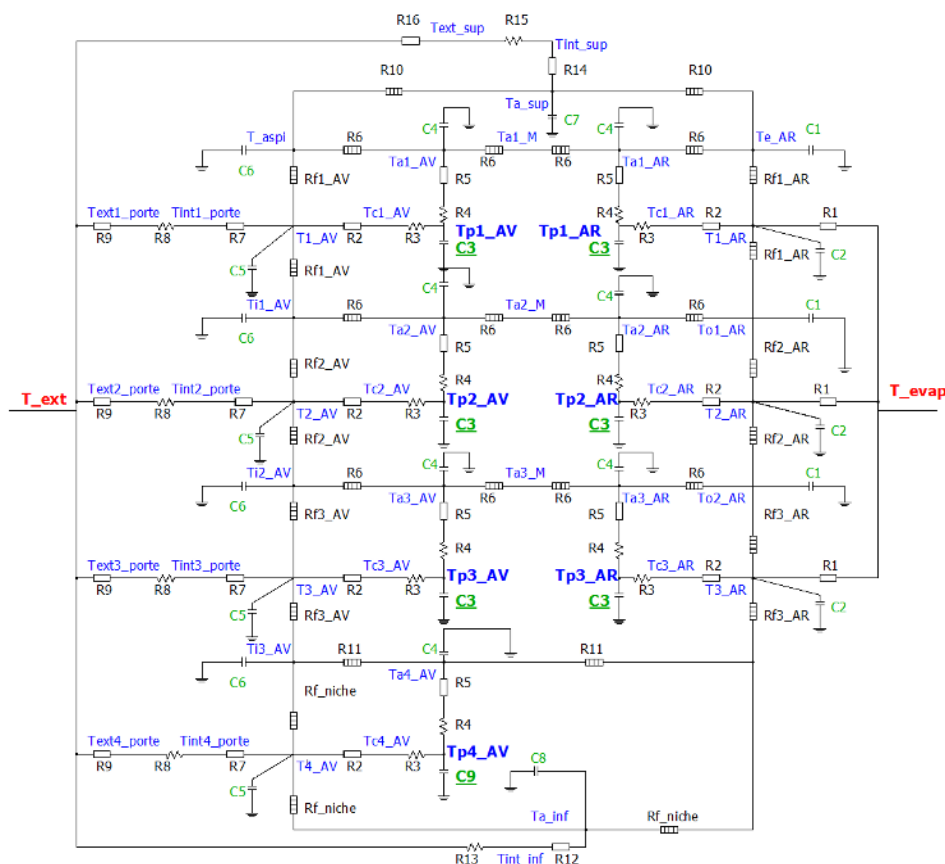 R16 Text_sup R15
Tint_sup
R10 R14 R10
Ta_sup
C7
T_aspi R6 C4 Ta1_M C4 R6 Te_AR C1
C6 Ta1_AV R6 R6 Ta1_AR
Rf1_AV R5 R5 Rf1_AR
Text1_porte Tint1_porte Tc1_AV R4 R4 Tc1_AR R2 R1
R9 R8 R7 T1_AV R2 R3 Tp1_AV Tp1_AR R3 T1_AR
C3 C3 Rf1_AR C2
C5 Rf1_AV
C4 C4
Ti1_AV R6 Ta2_M R6 C1
C6 Ta2_AV R6 R6 Ta2_AR To1_AR
R5 R5 Rf2_AR
Rf2_AV
Text2_porte Tint2_porte Tc2_AV R4 R4 Tc2_AR R2 R1
T_ext T_evap
R9 R8 R7 T2_AV R2 R3 Tp2_AV Tp2_AR R3 T2_AR
C3 C3 C2
C5 Rf2_AV Rf2_AR
C4 C4
Ti2_AV R6 Ta3_M R6 C1
C6 Ta3_AV R6 R6 Ta3_AR To2_AR
Rf3_AV R5 R5 Rf3_AR
R4 R4
Text3_porte Tint3_porte Tc3_AV Tc3_AR R2 R1
R9 R8 R7 T3_AV R2 R3 Tp3_AV Tp3_AR R3 T3_AR
C3 C3 C2
C5 Rf3_AV Rf3_AR
Ti3_AV R11 C4 R11
C6 Ta4_AV
Rf_niche R5
R4
Text4_porte Tint4_porte Tc4_AV
R9 R8 R7 T4_AV R2 R3 Tp4_AV
C5 C9 C8
Rf_niche
Ta_inf Rf_niche
R13 Tint_inf R12